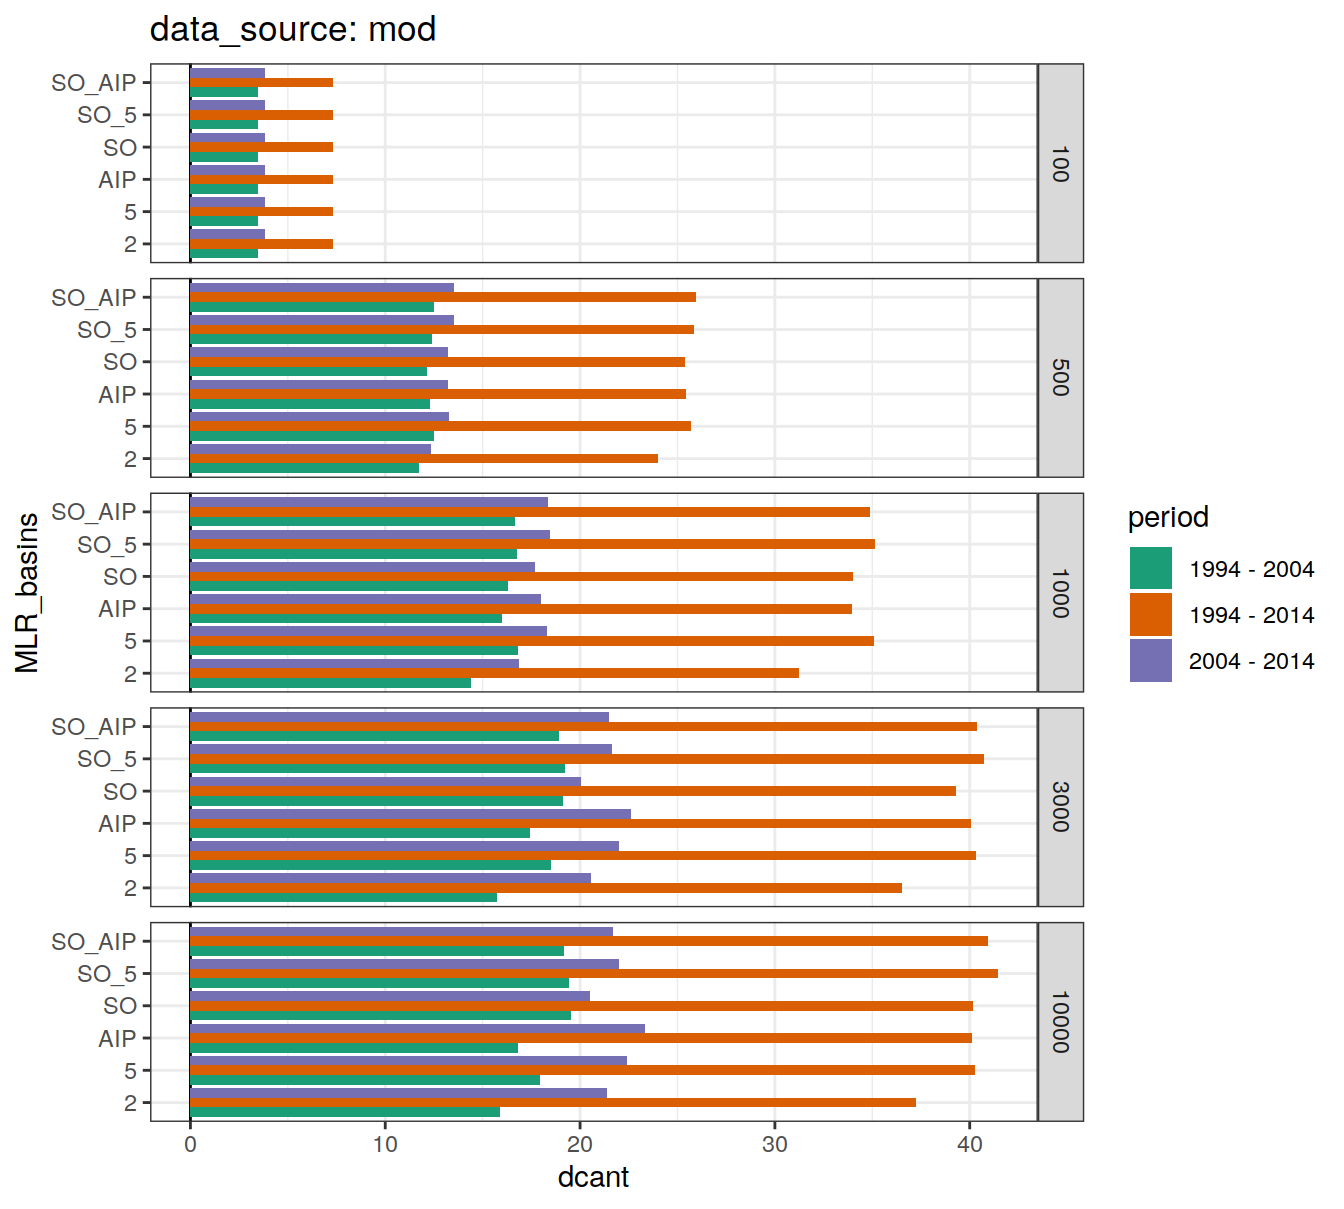 data_source: mod
SO_AIP
SO_5
SO
AIP
5
2
100
SO_AIP
SO_5
SO
AIP
5
2
500
SO_AIP
SO_5
SO
AIP
5
2
1000
SO_AIP
SO_5
SO
AIP
5
2
3000
SO_AIP
SO_5
SO
AIP
5
2
10000
MLR_basins
0 10 20 30 40
dcant
period
1994 - 2004
1994 - 2014
2004 - 2014